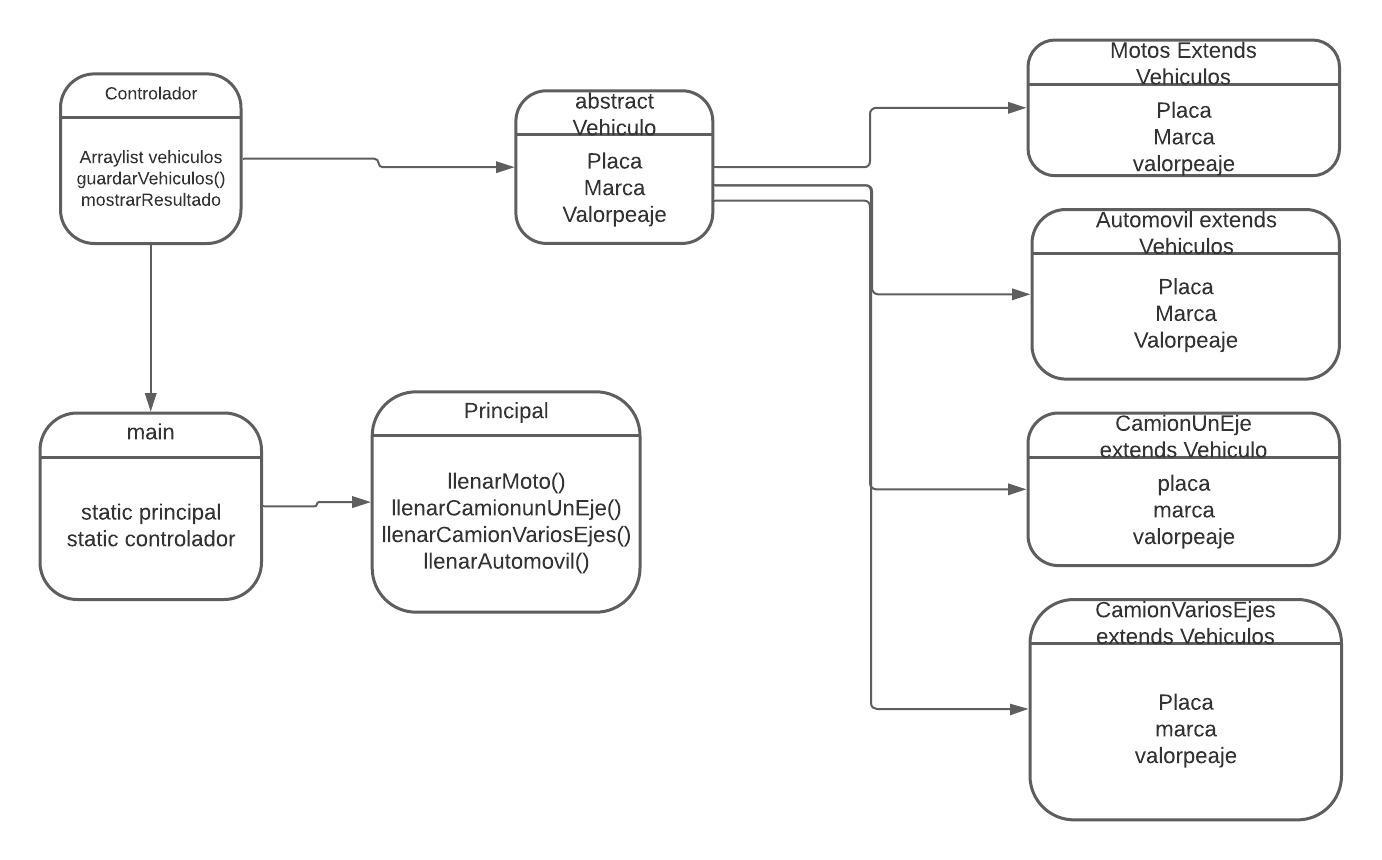 Controlador
Arraylist vehiculos
guardarVehiculos()
mostrarResultado
abstract
Vehiculo
Placa
Marca
Valorpeaje
Motos Extends
Vehiculos
Placa
Marca
valorpeaje
Automovil extends
Vehiculos
Placa
Marca
Valorpeaje
main
static principal
static controlador
Principal
llenarMoto()
llenarCamionunUnEje()
llenarCamionVariosEjes()
llenarAutomovil()
CamionUnEje
extends Vehiculo
placa
marca
valorpeaje
CamionVariosEjes
extends Vehiculos
Placa
marca
valorpeaje